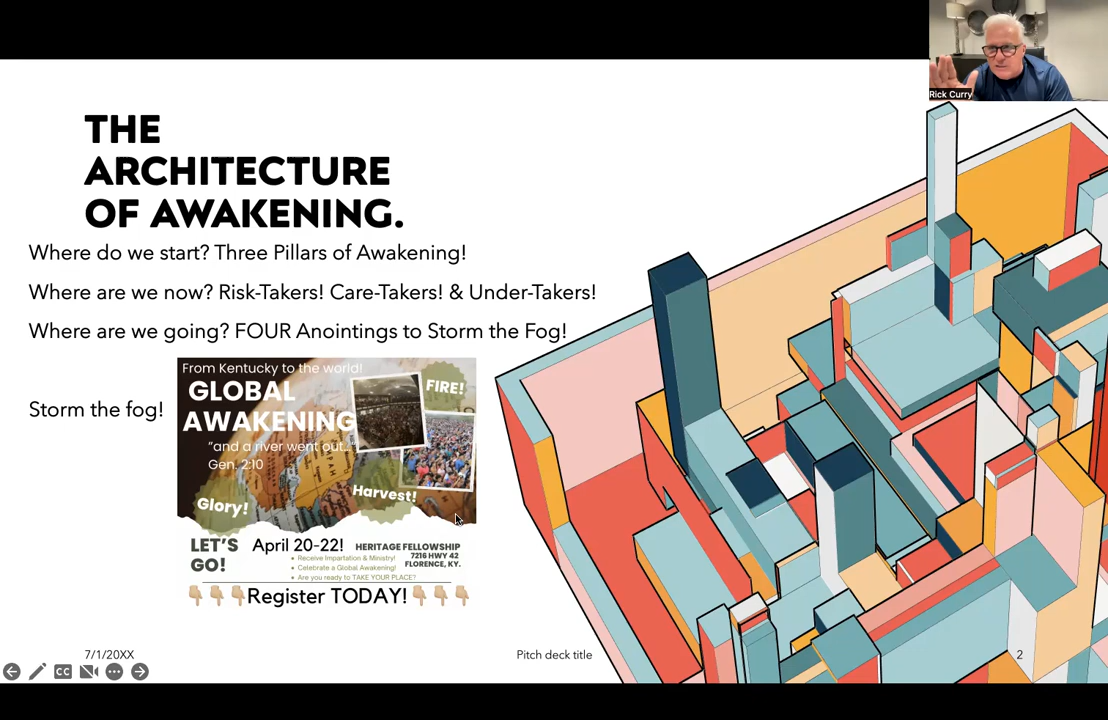 Rick Curry
THE
ARCHITECTURE
OF AWAKENING.
Where do we start? Three Pillars of Awakening!
Where are we now? Risk-Takers! Care-Takers! & Under-Takers!
Where are we going? FOUR Anointings to Storm the Fog!
Storm the fog!
From Kentucky to the world!
GLOBAL
AWAKENING
FIRE!
"and a river went out..."
Gen. 2:10
Glory!
Harvest!
LET'S
GO!
April 20-22!
HERITAGE FELLOWSHIP
7216 HWY 42
FLORENCE, KY.
• Receive Impartation & Ministry!
• Celebrate a Global Awakening!
• Are you ready to TAKE YOUR PLACE?
👇🏼👇🏼👇🏼Register TODAY!👇🏼👇🏼👇🏼
7/1/20XX
Pitch deck title
2
CC